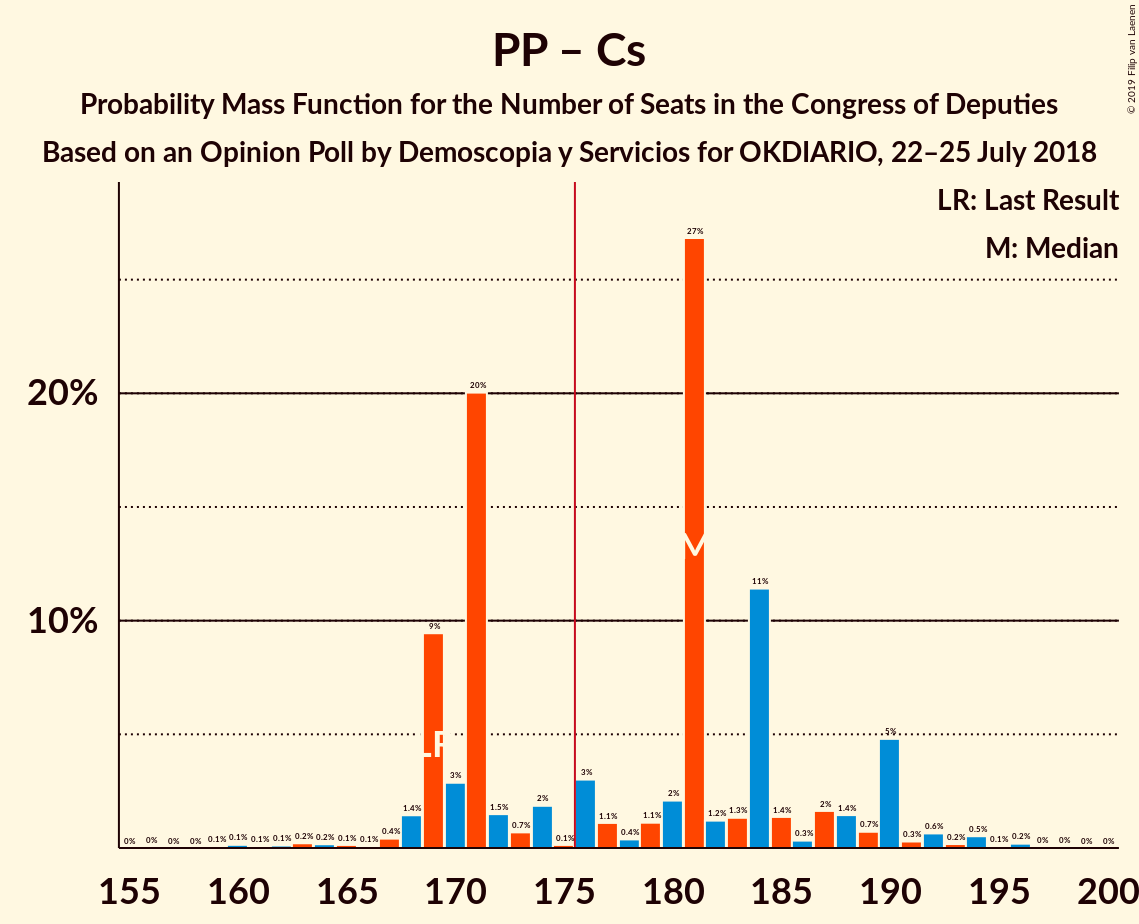 PP – Cs
Probability Mass Function for the Number of Seats in the Congress of Deputies
Based on an Opinion Poll by Demoscopia y Servicios for OKDIARIO, 22–25 July 2018
© 2019 Filip van Laenen
LR: Last Result
M: Median
20%
10%
0% 0% 0% 0% 0.1% 0.1% 0.1% 0.1% 0.2% 0.2% 0.1% 0.1% 0.4% 1.4% 9% 3% 20% 1.5% 0.7% 2% 0.1% 3% 1.1% 0.4% 1.1% 2% 27% 1.2% 1.3% 11% 1.4% 0.3% 2% 1.4% 0.7% 5% 0.3% 0.6% 0.2% 0.5% 0.1% 0.2% 0% 0% 0% 0%
LR
M
155 160 165 170 175 180 185 190 195 200